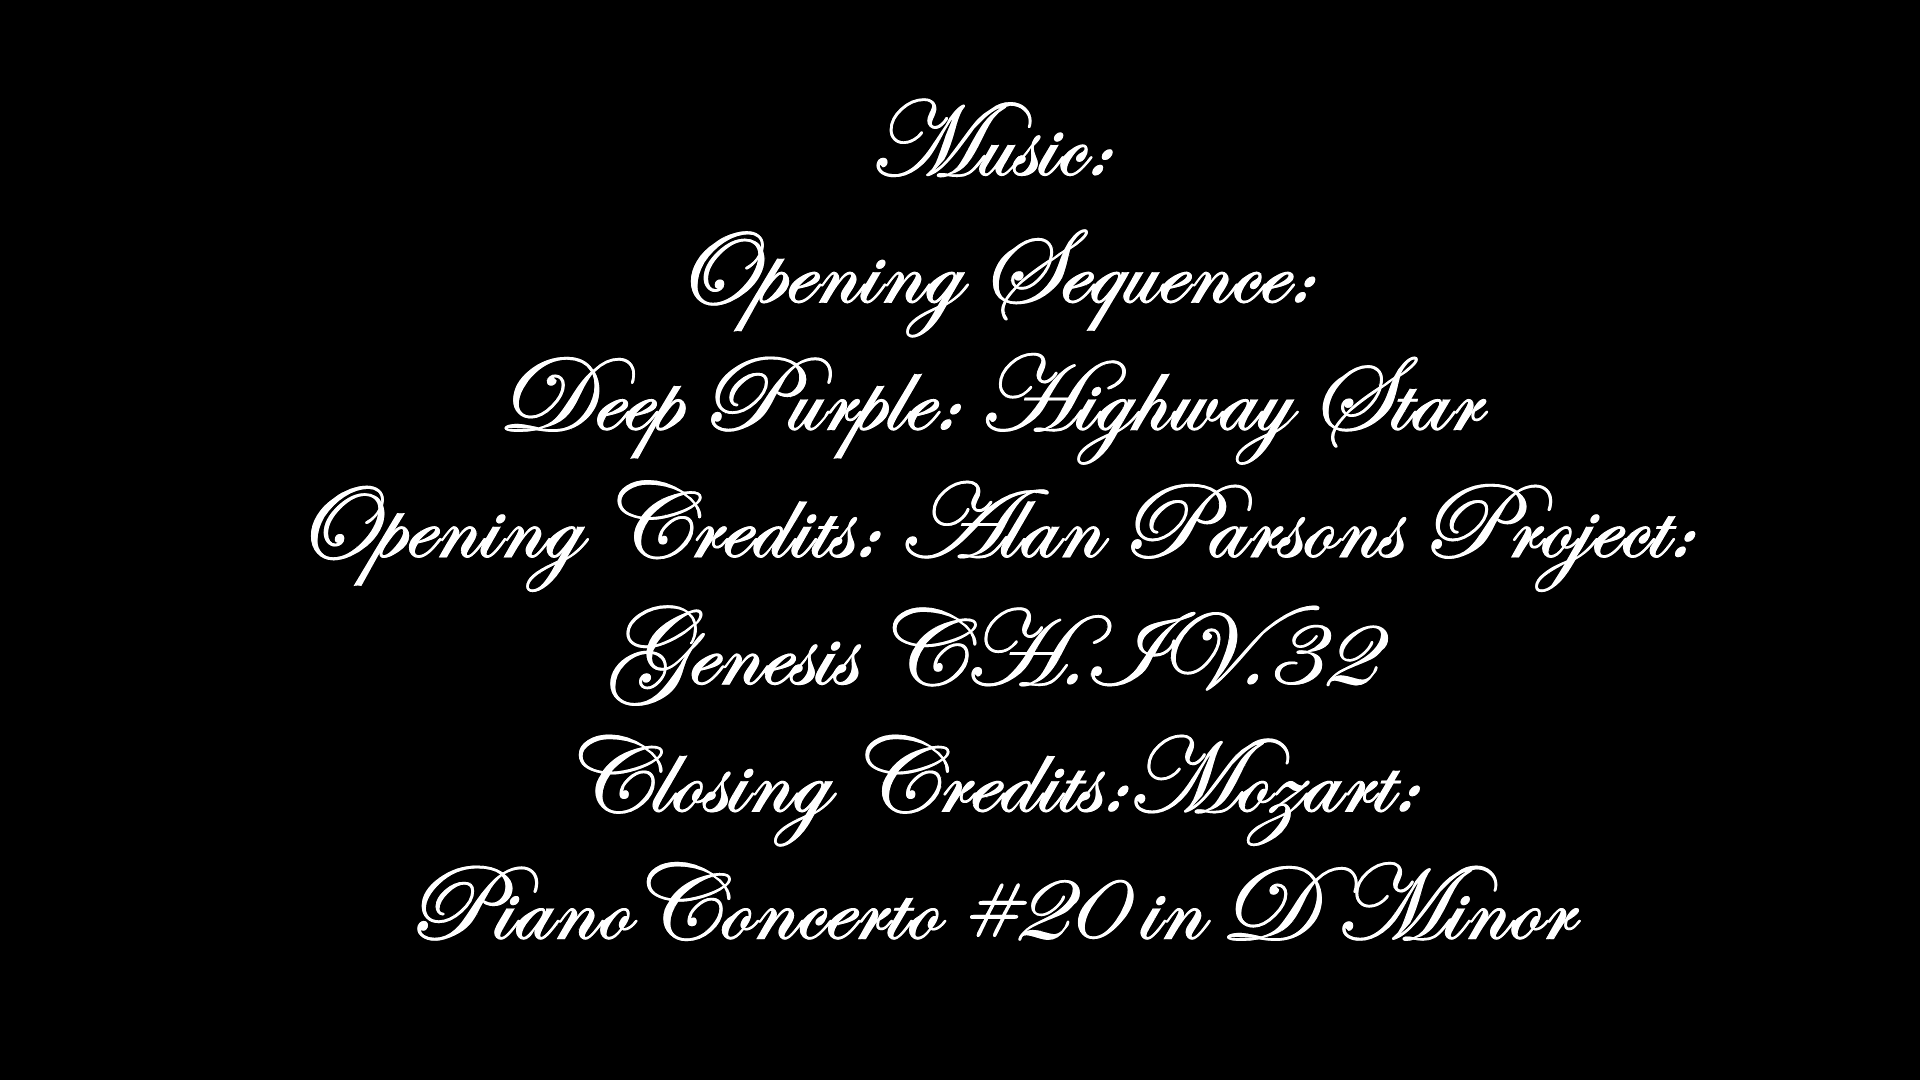 Music:
Opening Sequence:
Deep Purple: Highway Star
Opening Credits: Alan Parsons Project:
Genesis CH.IV.32
Closing Credits:Mozart:
Piano Concerto #20 in D Minor